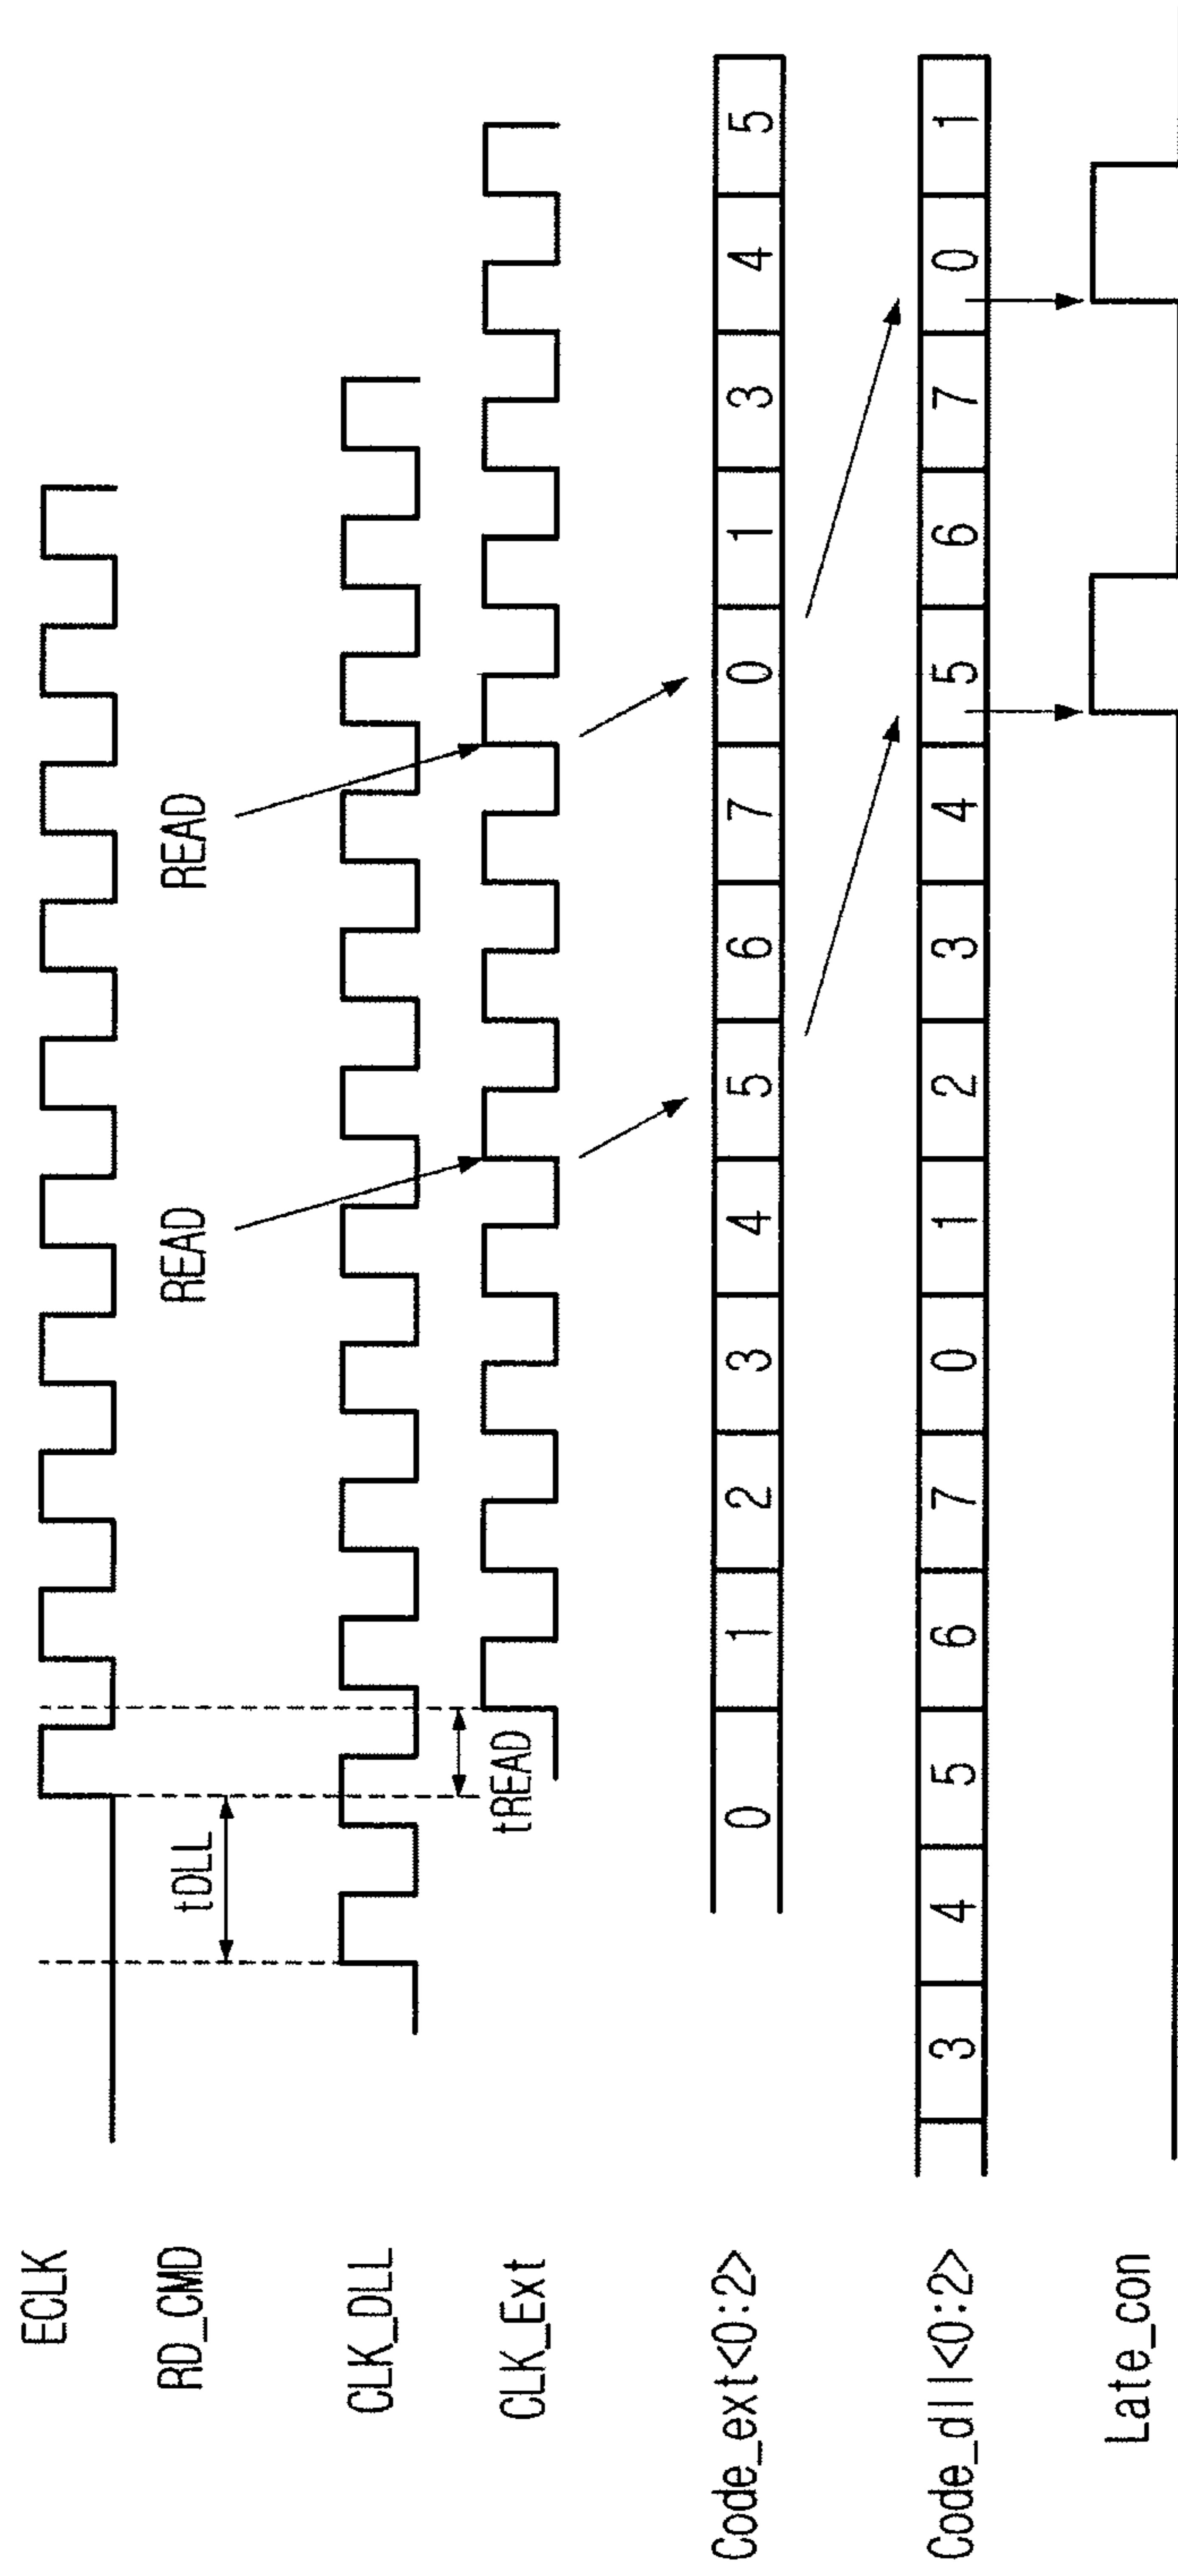 ECLK
RD_CMD
tDLL
READ
READ
CLK_DLL
CLK_Ext
tREAD
Code_ext<0:2>
0 1 2 3 4 5 6 7 0 1 3 4 5
Code_dll<0:2>
3 4 5 6 7 0 1 2 3 4 5 6 7 0 1
Late_con